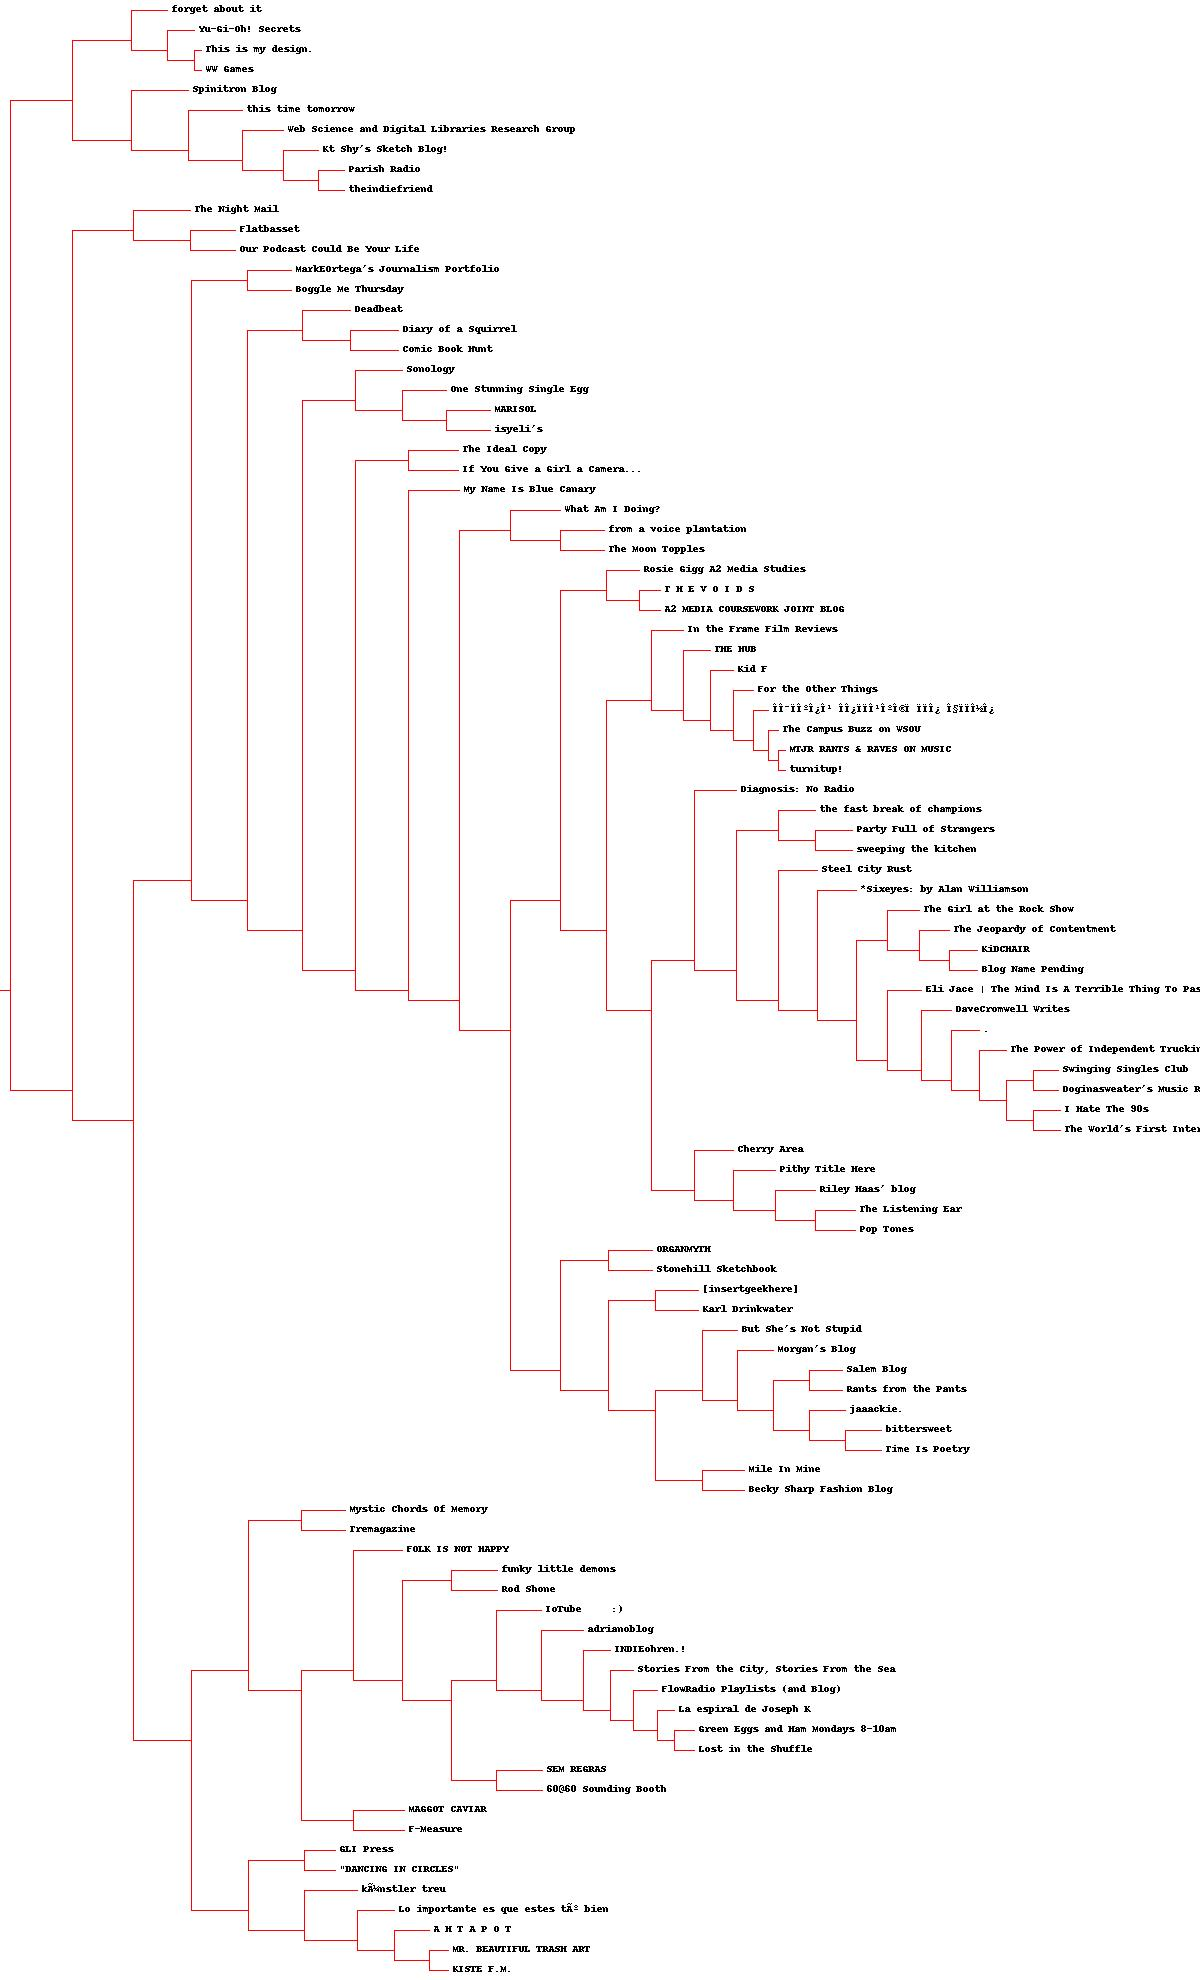 forget about it
Yu-Gi-Oh! Secrets
This is my design.
WW Games
Spinitron Blog
this time tomorrow
Web Science and Digital Libraries Research Group
Kt Shy's Sketch Blog!
Parish Radio
theindiefriend
The Night Mail
Flatbasset
Our Podcast Could Be Your Life
MarkEOrtega's Journalism Portfolio
Boggle Me Thursday
Deadbeat
Diary of a Squirrel
Comic Book Hunt
Sonology
One Stunning Single Egg
MARISOL
isyeli's
The Ideal Copy
If You Give a Girl a Camera...
My Name Is Blue Canary
What Am I Doing?
from a voice plantation
The Moon Topples
Rosie Gigg A2 Media Studies
T H E V O I D S
A2 MEDIA COURSEWORK JOINT BLOG
In the Frame Film Reviews
THE HUB
Kid F
For the Other Things
The Campus Buzz on WSOU
MTJR RANTS & RAVES ON MUSIC
turnitup!
Diagnosis: No Radio
the fast break of champions
Party Full of Strangers
sweeping the kitchen
Steel City Rust
*Sixeyes: by Alan Williamson
The Girl at the Rock Show
The Jeopardy of Contentment
KiDCHAIR
Blog Name Pending
Eli Jace | The Mind Is A Terrible Thing To Pas
DaveCromwell Writes
.
The Power of Independent Truckin
Swinging Singles Club
Doginasweater's Music R
I Hate The 90s
The World's First Inter
Cherry Area
Pithy Title Here
Riley Haas' blog
The Listening Ear
Pop Tones
ORGANMYTH
Stonehill Sketchbook
[insertgeekhere]
Karl Drinkwater
But She's Not Stupid
Morgan's Blog
Salem Blog
Rants from the Pants
jaaackie.
bittersweet
Time Is Poetry
Mile In Mine
Becky Sharp Fashion Blog
Mystic Chords Of Memory
Tremagazine
FOLK IS NOT HAPPY
funky little demons
Rod Shone
IoTube :)
adrianoblog
INDIEohren.!
Stories From the City, Stories From the Sea
FlowRadio Playlists (and Blog)
La espiral de Joseph K
Green Eggs and Ham Mondays 8-10am
Lost in the Shuffle
SEM REGRAS
60@60 Sounding Booth
MAGGOT CAVIAR
F-Measure
GLI Press
"DANCING IN CIRCLES"
kÃ¼nstler treu
Lo importante es que estes tÃº bien
A H T A P O T
MR. BEAUTIFUL TRASH ART
KISTE F.M.